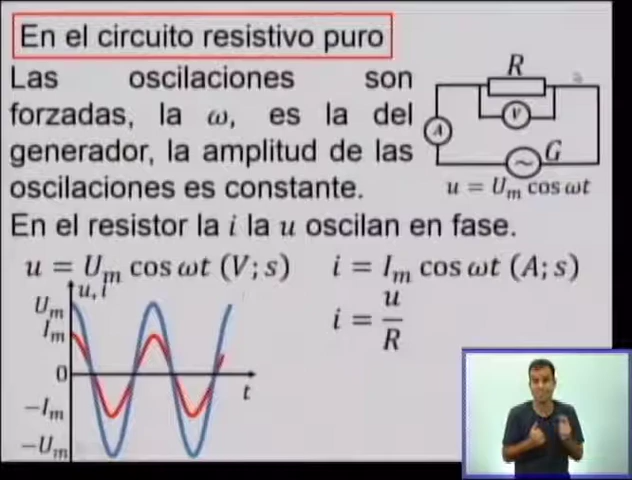 En el circuito resistivo puro
Las oscilaciones son
forzadas, la ω, es la del
generador, la amplitud de las
oscilaciones es constante.
R
V
A
G
~
u = Uₘ cos ωt
En el resistor la i la u oscilan en fase.
u = Uₘ cos ωt (V; s)
i = Iₘ cos ωt (A; s)
i = u/R
u, i
Uₘ
Iₘ
0
t
−Iₘ
−Uₘ